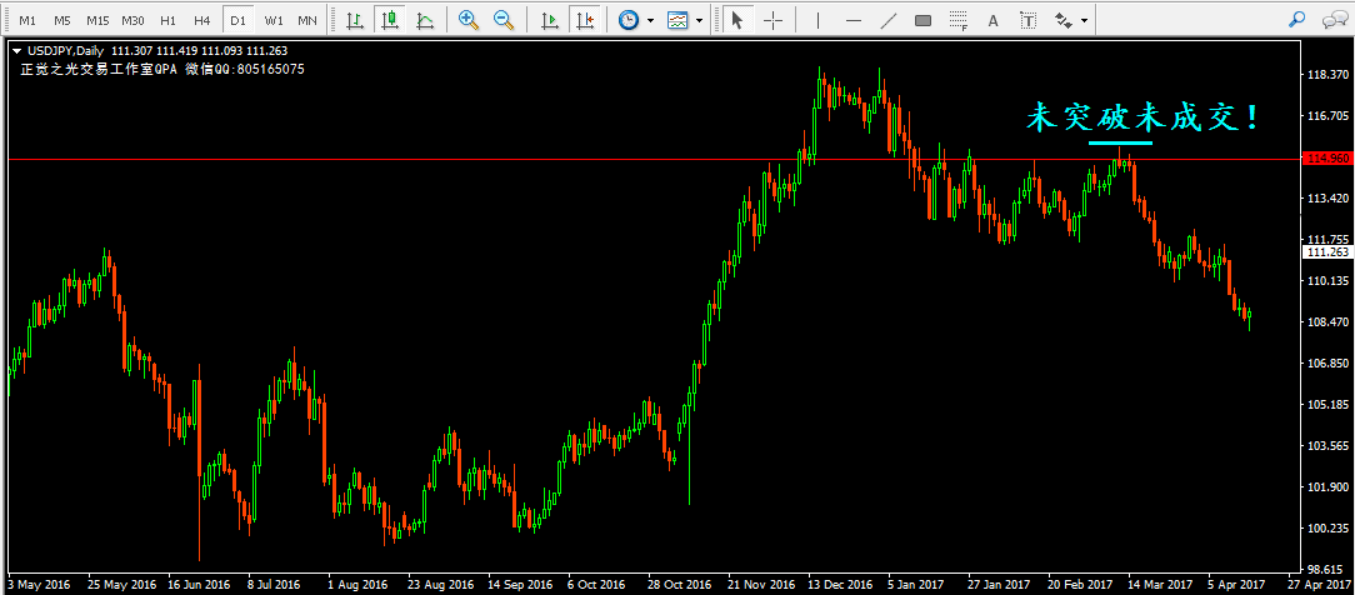 M1 M5 M15 M30 H1 H4 D1 W1 MN F A T
USDJPY,Daily 111.307 111.419 111.093 111.263
正觉之光交易工作室QPA 微信QQ:805165075
118.370
未突破未成交!
116.705
114.960
113.420
111.755
111.263
110.135
108.470
106.850
105.185
103.565
101.900
100.235
98.615
3 May 2016 25 May 2016 16 Jun 2016 8 Jul 2016 1 Aug 2016 23 Aug 2016 14 Sep 2016 6 Oct 2016 28 Oct 2016 21 Nov 2016 13 Dec 2016 5 Jan 2017 27 Jan 2017 20 Feb 2017 14 Mar 2017 5 Apr 2017 27 Apr 2017